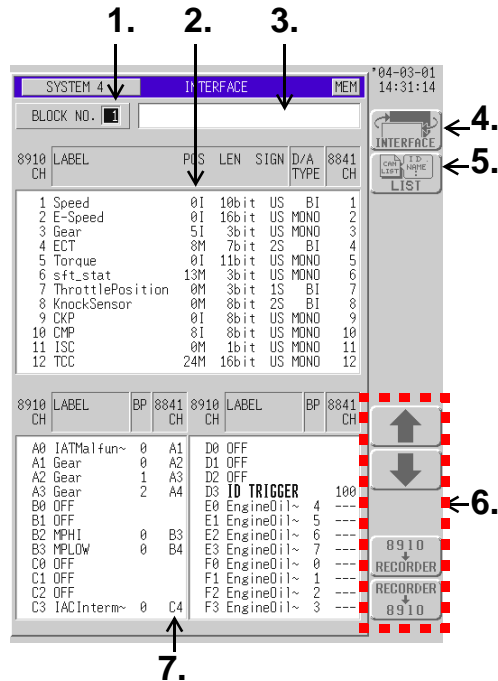 1. 2. 3.
'04-03-01
SYSTEM 4 INTERFACE MEM 14:31:14
BLOCK NO. 1
INTERFACE 4.
CAN LIST ID NAME 5.
LIST
8910 CH LABEL POS LEN SIGN D/A TYPE 8841 CH
1 Speed 0I 10bit US BI 1
2 E-Speed 0I 16bit US MONO 2
3 Gear 5I 3bit US MONO 3
4 ECT 8M 7bit 2S BI 4
5 Torque 0I 11bit US MONO 5
6 sft_stat 13M 3bit US MONO 6
7 ThrottlePosition 0M 3bit 1S BI 7
8 KnockSensor 0M 8bit 2S BI 8
9 CKP 0I 8bit US MONO 9
10 CMP 8I 8bit US MONO 10
11 ISC 0M 1bit US MONO 11
12 TCC 24M 16bit US MONO 12
8910 CH LABEL BP 8841 CH 8910 CH LABEL BP 8841 CH
A0 IATMalfun~ 0 A1 D0 OFF
A1 Gear 0 A2 D1 OFF
A2 Gear 1 A3 D2 OFF
A3 Gear 2 A4 D3 ID TRIGGER 100
B0 OFF E0 EngineOil~ 4 ---
B1 OFF E1 EngineOil~ 5 ---
B2 MPHI 0 B3 E2 EngineOil~ 6 ---
B3 MPLOW 0 B4 E3 EngineOil~ 7 ---
C0 OFF F0 EngineOil~ 0 ---
C1 OFF F1 EngineOil~ 1 ---
C2 OFF F2 EngineOil~ 2 ---
C3 IACInterm~ 0 C4 F3 EngineOil~ 3 ---
6.
8910
RECORDER
RECORDER
8910
7.